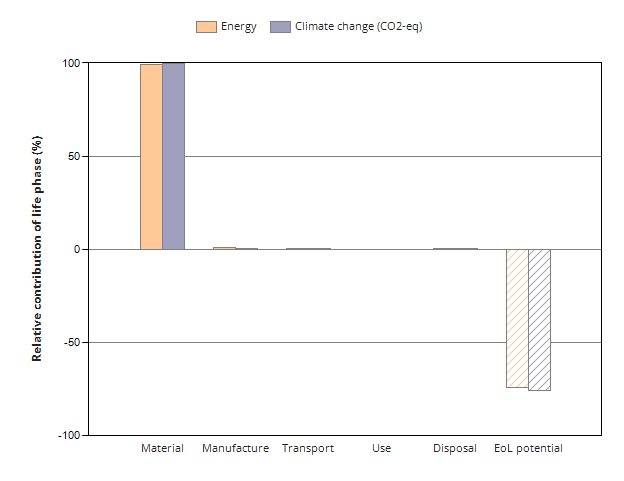 Energy Climate change (CO2-eq)
Relative contribution of life phase (%)
100
50
0
-50
-100
Material Manufacture Transport Use Disposal EoL potential